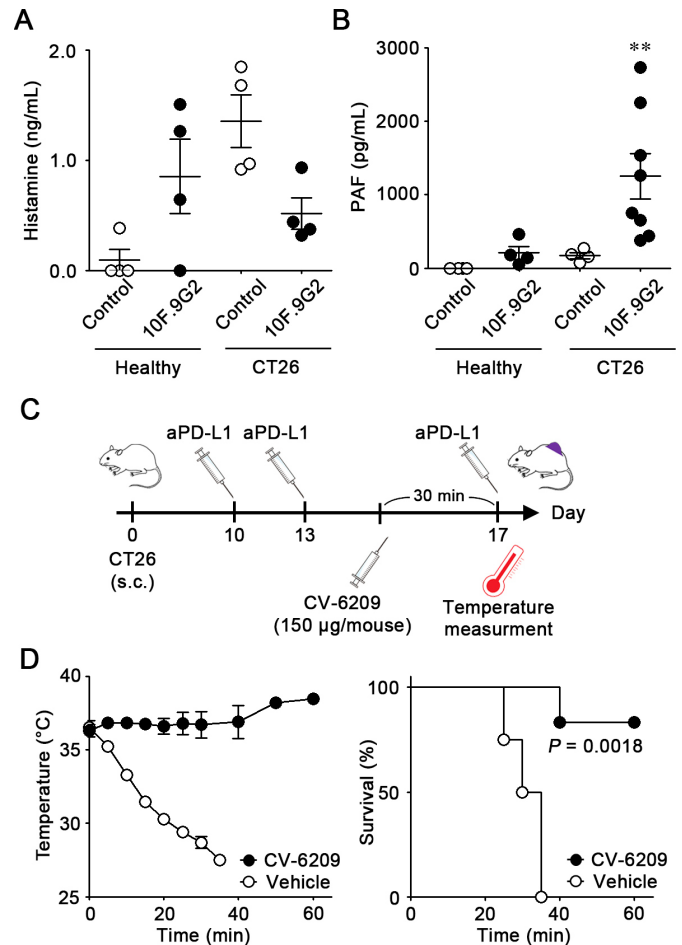 A
Histamine (ng/mL)
2.0
1.0
0.0
Control
10F.9G2
Control
10F.9G2
Healthy
CT26
B
PAF (pg/mL)
3000
2000
1000
0
**
Control
10F.9G2
Control
10F.9G2
Healthy
CT26
C
aPD-L1
aPD-L1
aPD-L1
30 min
Day
0
10
13
17
CT26
(s.c.)
CV-6209
(150 μg/mouse)
Temperature
measurment
D
Temperature (°C)
40
35
30
25
CV-6209
Vehicle
0
20
40
60
Time (min)
Survival (%)
100
50
0
P = 0.0018
CV-6209
Vehicle
0
20
40
60
Time (min)